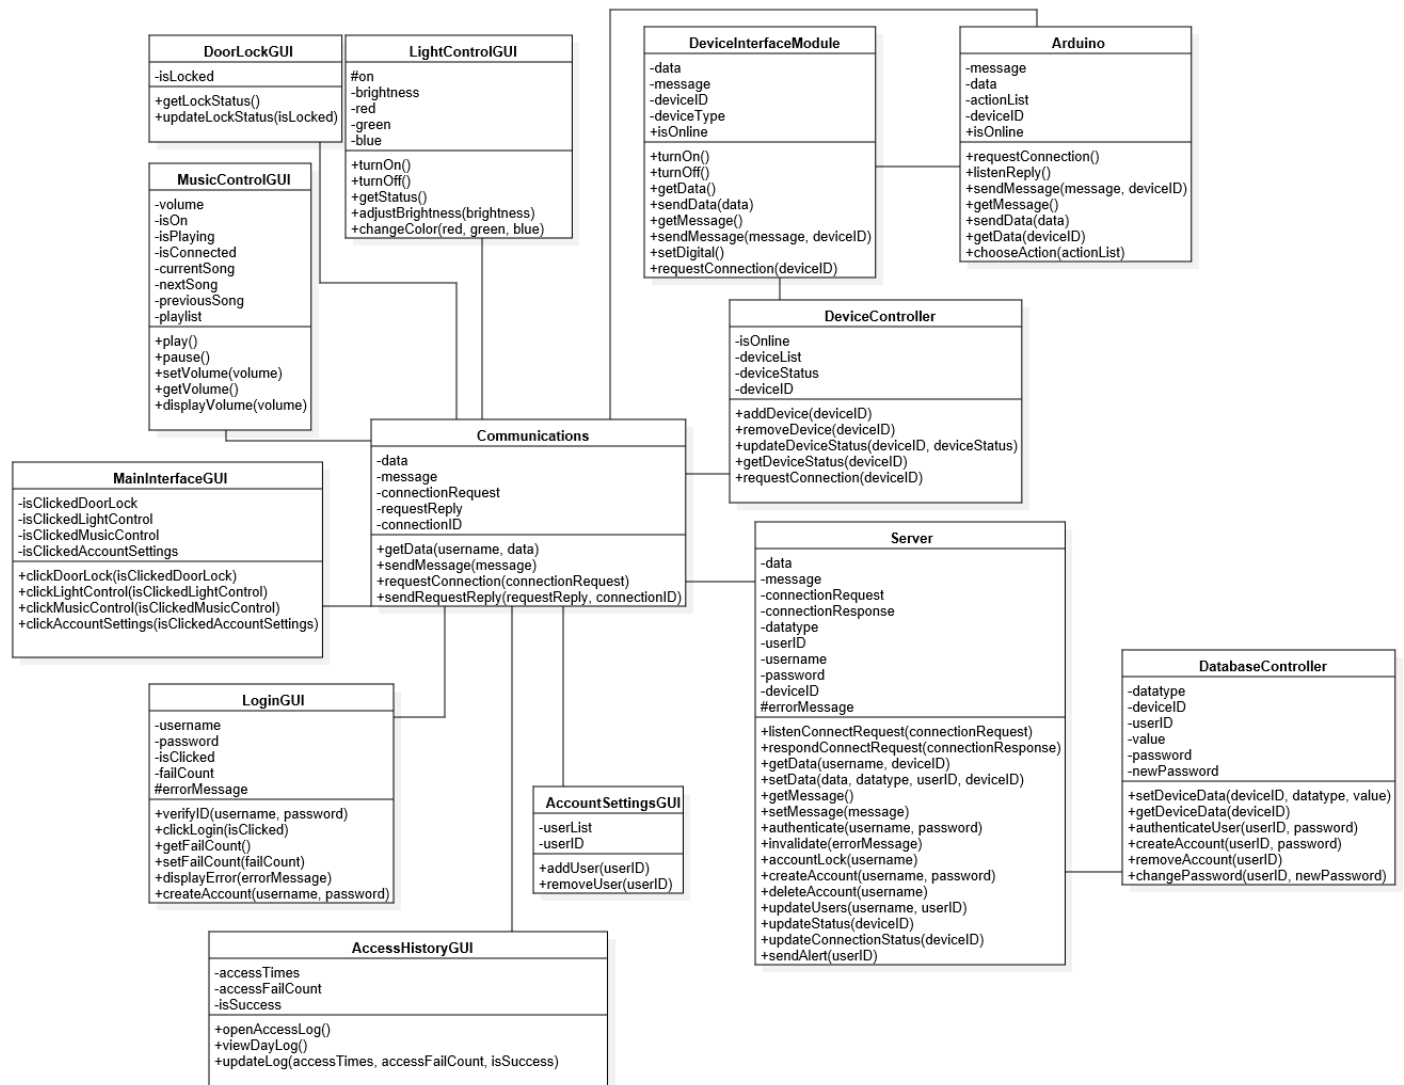 DoorLockGUI
-isLocked
+getLockStatus()
+updateLockStatus(isLocked)
LightControlGUI
#on
-brightness
-red
-green
-blue
+turnOn()
+turnOff()
+getStatus()
+adjustBrightness(brightness)
+changeColor(red, green, blue)
DeviceInterfaceModule
-data
-message
-deviceID
-deviceType
+isOnline
+turnOn()
+turnOff()
+getData()
+sendData(data)
+getMessage()
+sendMessage(message, deviceID)
+setDigital()
+requestConnection(deviceID)
Arduino
-message
-data
-actionList
-deviceID
+isOnline
+requestConnection()
+listenReply()
+sendMessage(message, deviceID)
+getMessage()
+sendData(data)
+getData(deviceID)
+chooseAction(actionList)
MusicControlGUI
-volume
-isOn
-isPlaying
-isConnected
-currentSong
-nextSong
-previousSong
-playlist
+play()
+pause()
+setVolume(volume)
+getVolume()
+displayVolume(volume)
DeviceController
-isOnline
-deviceList
-deviceStatus
-deviceID
+addDevice(deviceID)
+removeDevice(deviceID)
+updateDeviceStatus(deviceID, deviceStatus)
+getDeviceStatus(deviceID)
+requestConnection(deviceID)
Communications
-data
-message
-connectionRequest
-requestReply
-connectionID
+getData(username, data)
+sendMessage(message)
+requestConnection(connectionRequest)
+sendRequestReply(requestReply, connectionID)
MainInterfaceGUI
-isClickedDoorLock
-isClickedLightControl
-isClickedMusicControl
-isClickedAccountSettings
+clickDoorLock(isClickedDoorLock)
+clickLightControl(isClickedLightControl)
+clickMusicControl(isClickedMusicControl)
+clickAccountSettings(isClickedAccountSettings)
Server
-data
-message
-connectionRequest
-connectionResponse
-datatype
-userID
-username
-password
-deviceID
#errorMessage
+listenConnectRequest(connectionRequest)
+respondConnectRequest(connectionResponse)
+getData(username, deviceID)
+setData(data, datatype, userID, deviceID)
+getMessage()
+setMessage(message)
+authenticate(username, password)
+invalidate(errorMessage)
+accountLock(username)
+createAccount(username, password)
+deleteAccount(username)
+updateUsers(username, userID)
+updateStatus(deviceID)
+updateConnectionStatus(deviceID)
+sendAlert(userID)
DatabaseController
-datatype
-deviceID
-userID
-value
-password
-newPassword
+setDeviceData(deviceID, datatype, value)
+getDeviceData(deviceID)
+authenticateUser(userID, password)
+createAccount(userID, password)
+removeAccount(userID)
+changePassword(userID, newPassword)
LoginGUI
-username
-password
-isClicked
-failCount
#errorMessage
+verifyID(username, password)
+clickLogin(isClicked)
+getFailCount()
+setFailCount(failCount)
+displayError(errorMessage)
+createAccount(username, password)
AccountSettingsGUI
-userList
-userID
+addUser(userID)
+removeUser(userID)
AccessHistoryGUI
-accessTimes
-accessFailCount
-isSuccess
+openAccessLog()
+viewDayLog()
+updateLog(accessTimes, accessFailCount, isSuccess)